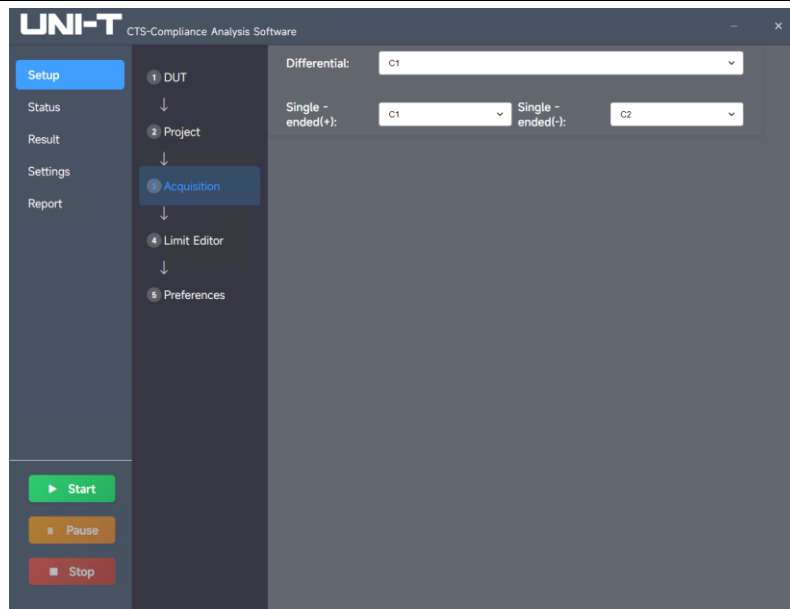 UNI-T CTS-Compliance Analysis Software
Setup
Status
Result
Settings
Report
1 DUT
2 Project
3 Acquisition
4 Limit Editor
5 Preferences
Differential: C1
Single -
ended(+): C1
Single -
ended(-): C2
Start
Pause
Stop